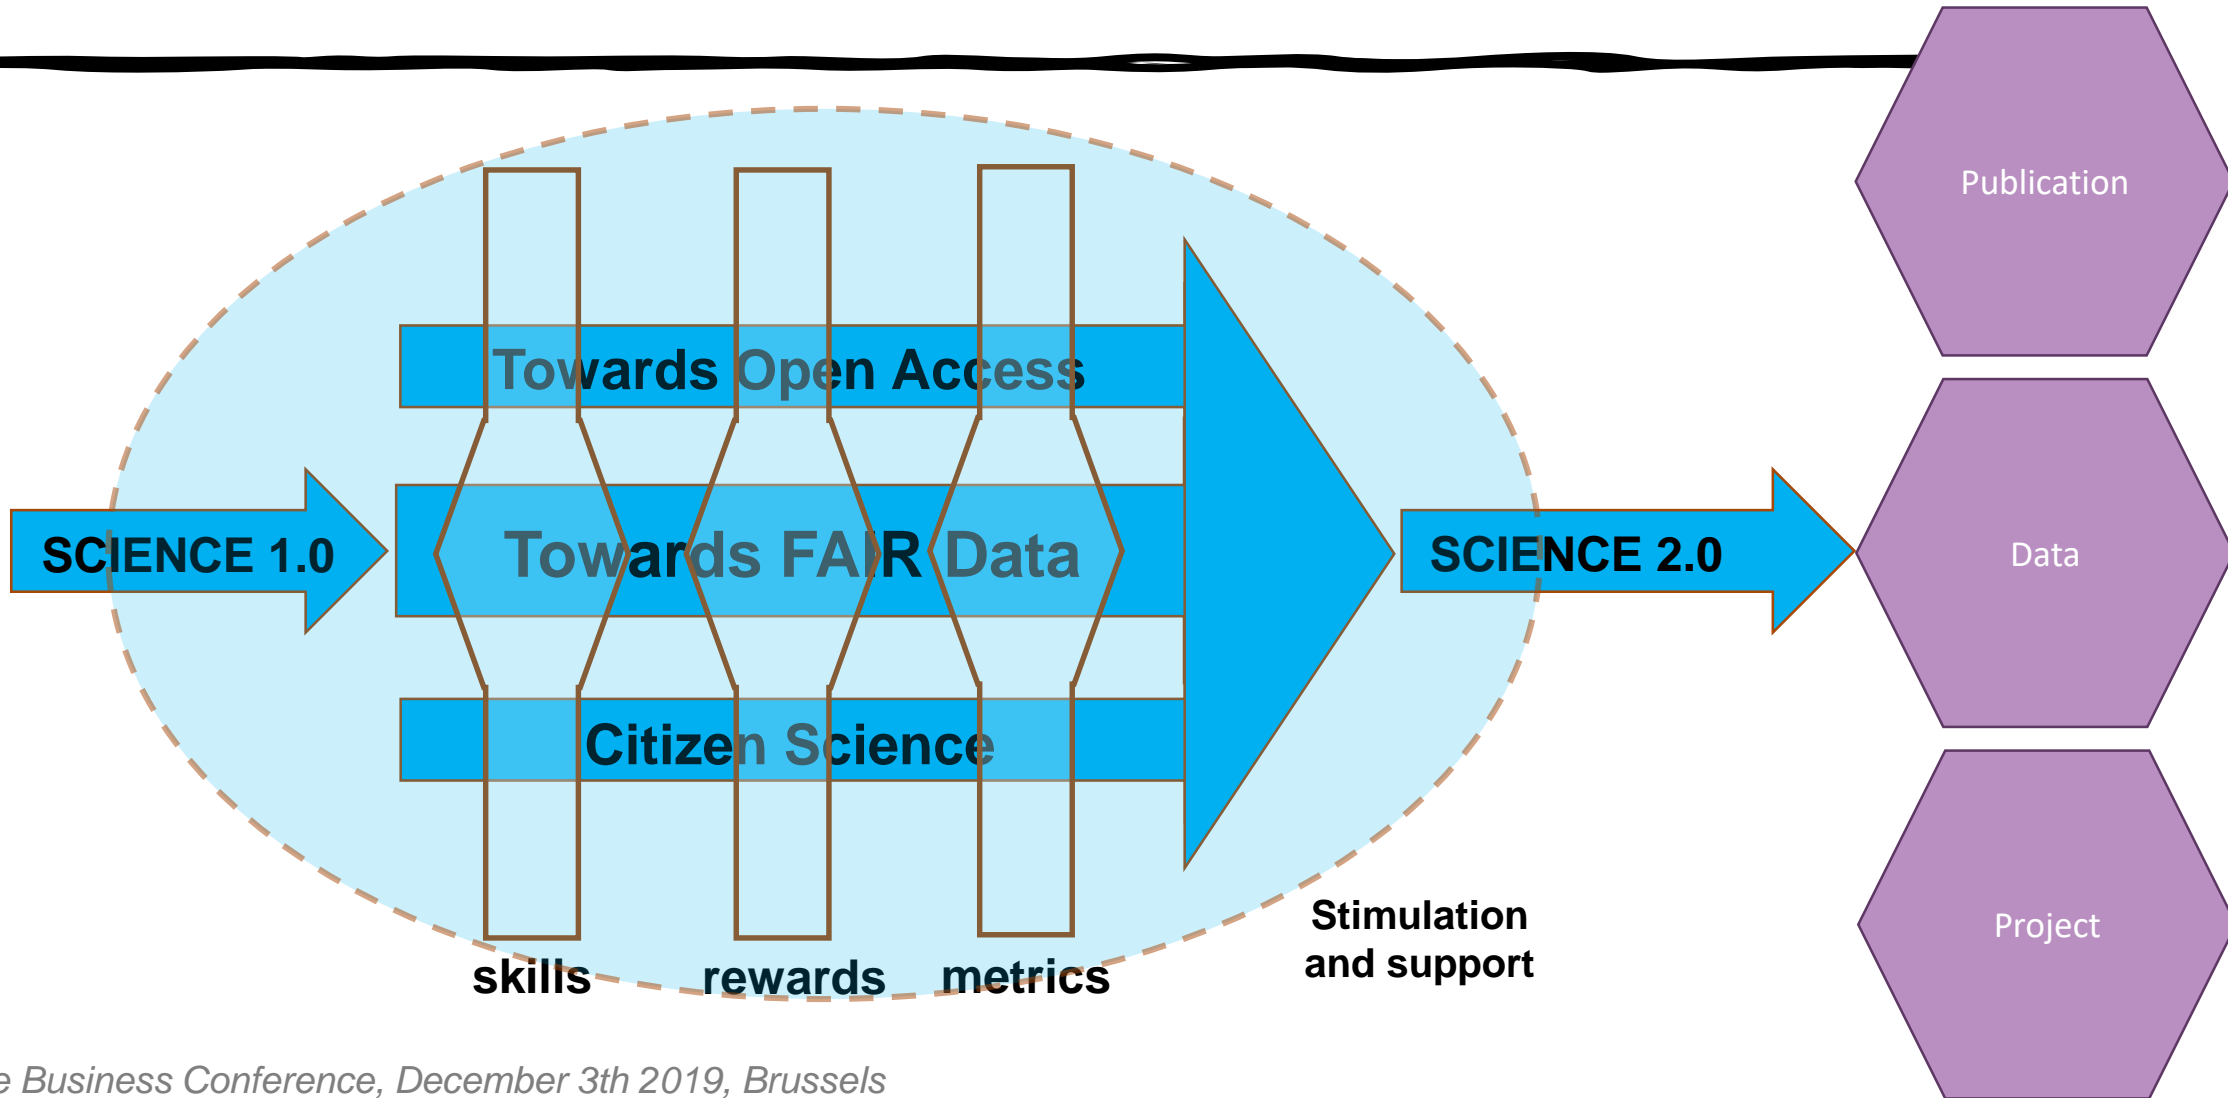 Publication
Towards Open Access
SCIENCE 1.0
Towards FAIR Data
SCIENCE 2.0
Data
Citizen Science
Stimulation
and support
Project
skills
rewards
metrics
e Business Conference, December 3th 2019, Brussels